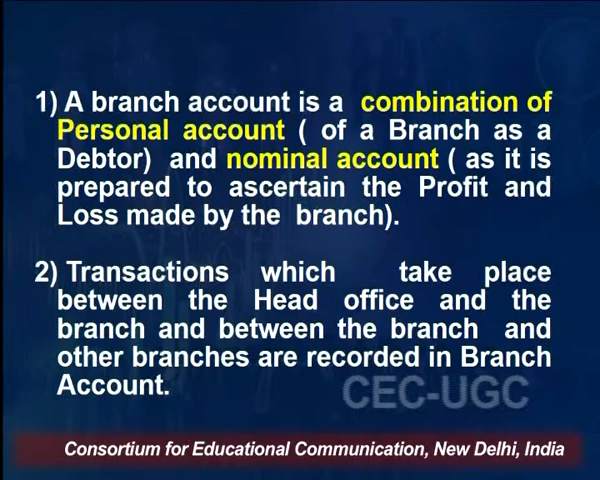 1) A branch account is a combination of
Personal account ( of a Branch as a
Debtor) and nominal account ( as it is
prepared to ascertain the Profit and
Loss made by the branch).
2) Transactions which take place
between the Head office and the
branch and between the branch and
other branches are recorded in Branch
Account.
CEC-UGC
Consortium for Educational Communication, New Delhi, India